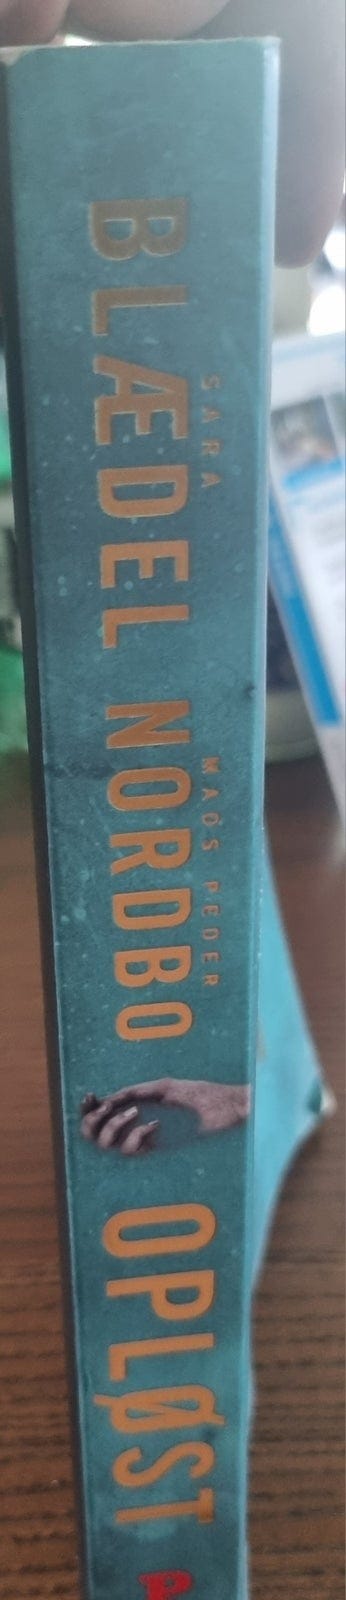 SARA
BLÆDEL
MADS PEDER
NORDBO
OPLØST
P